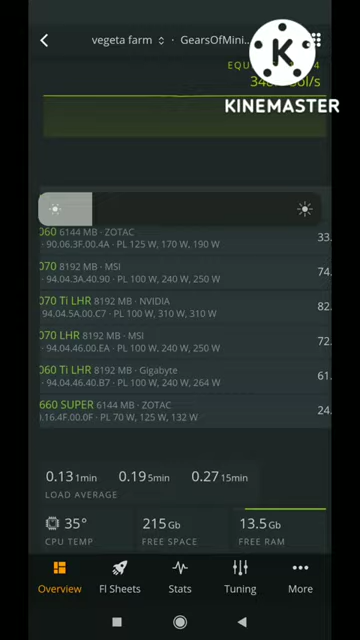 vegeta farm · GearsOfMini...
KINEMASTER
060 6144 MB · ZOTAC
33.
· 90.06.3F.00.4A · PL 125 W, 170 W, 190 W
070 8192 MB · MSI
74.
· 94.04.3A.40.90 · PL 100 W, 240 W, 250 W
070 Ti LHR 8192 MB · NVIDIA
82.
· 94.04.5A.00.C7 · PL 100 W, 310 W, 310 W
070 LHR 8192 MB · MSI
72.
· 94.04.46.00.EA · PL 100 W, 240 W, 250 W
060 Ti LHR 8192 MB · Gigabyte
61.
· 94.04.46.40.B7 · PL 100 W, 240 W, 264 W
660 SUPER 6144 MB · ZOTAC
24.
0.16.4F.00.0F · PL 70 W, 125 W, 132 W
0.13 1min 0.19 5min 0.27 15min
LOAD AVERAGE
35° 215 Gb 13.5 Gb
CPU TEMP FREE SPACE FREE RAM
Overview Fl Sheets Stats Tuning More